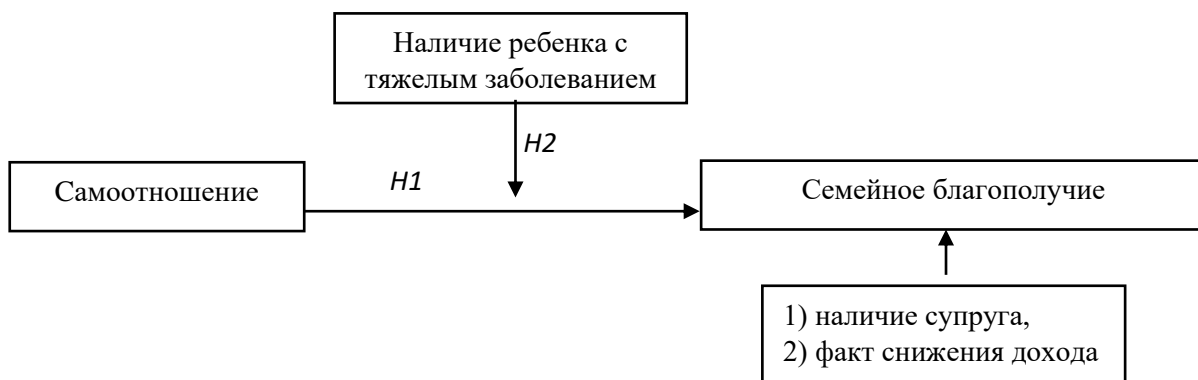 Наличие ребенка с
тяжелым заболеванием
H2
H1
Самоотношение
Семейное благополучие
1) наличие супруга,
2) факт снижения дохода